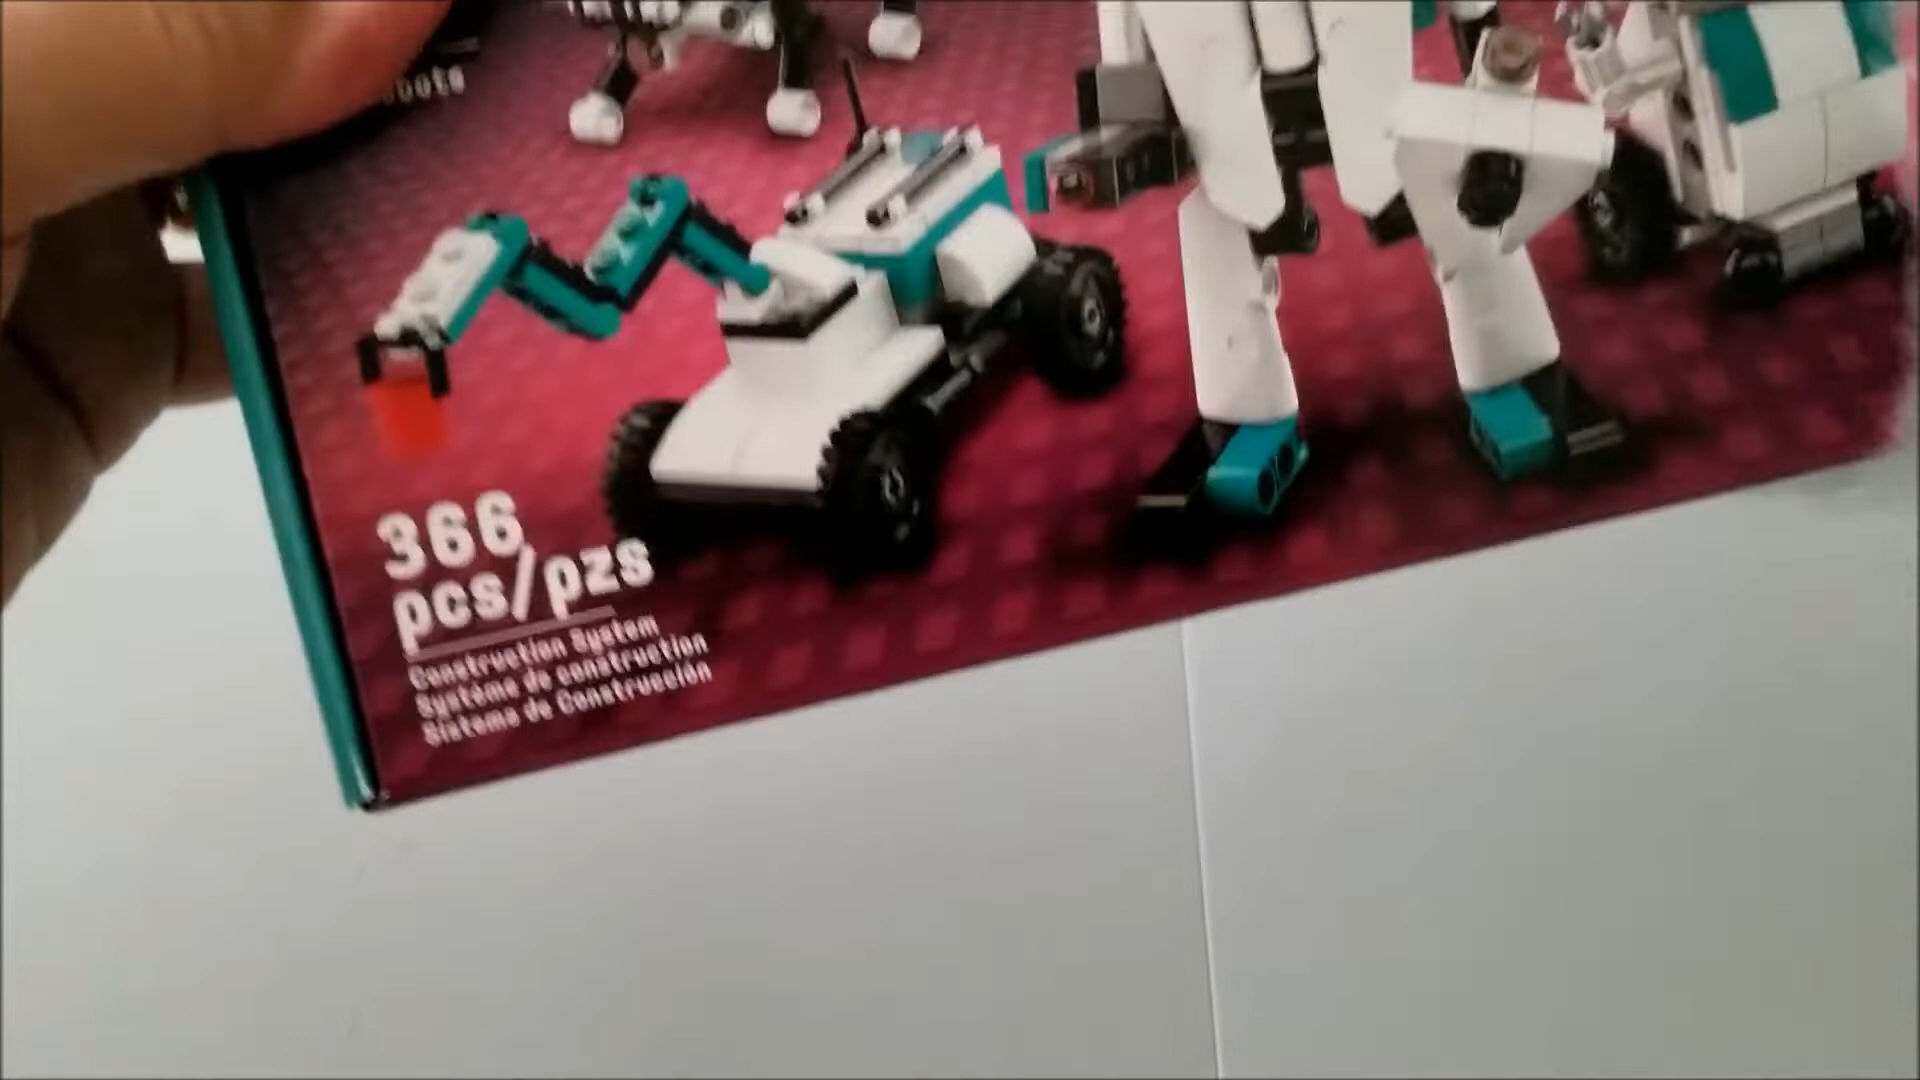 366
pcs/pzs
Construction System
Système de construction
Sistema de Construcción